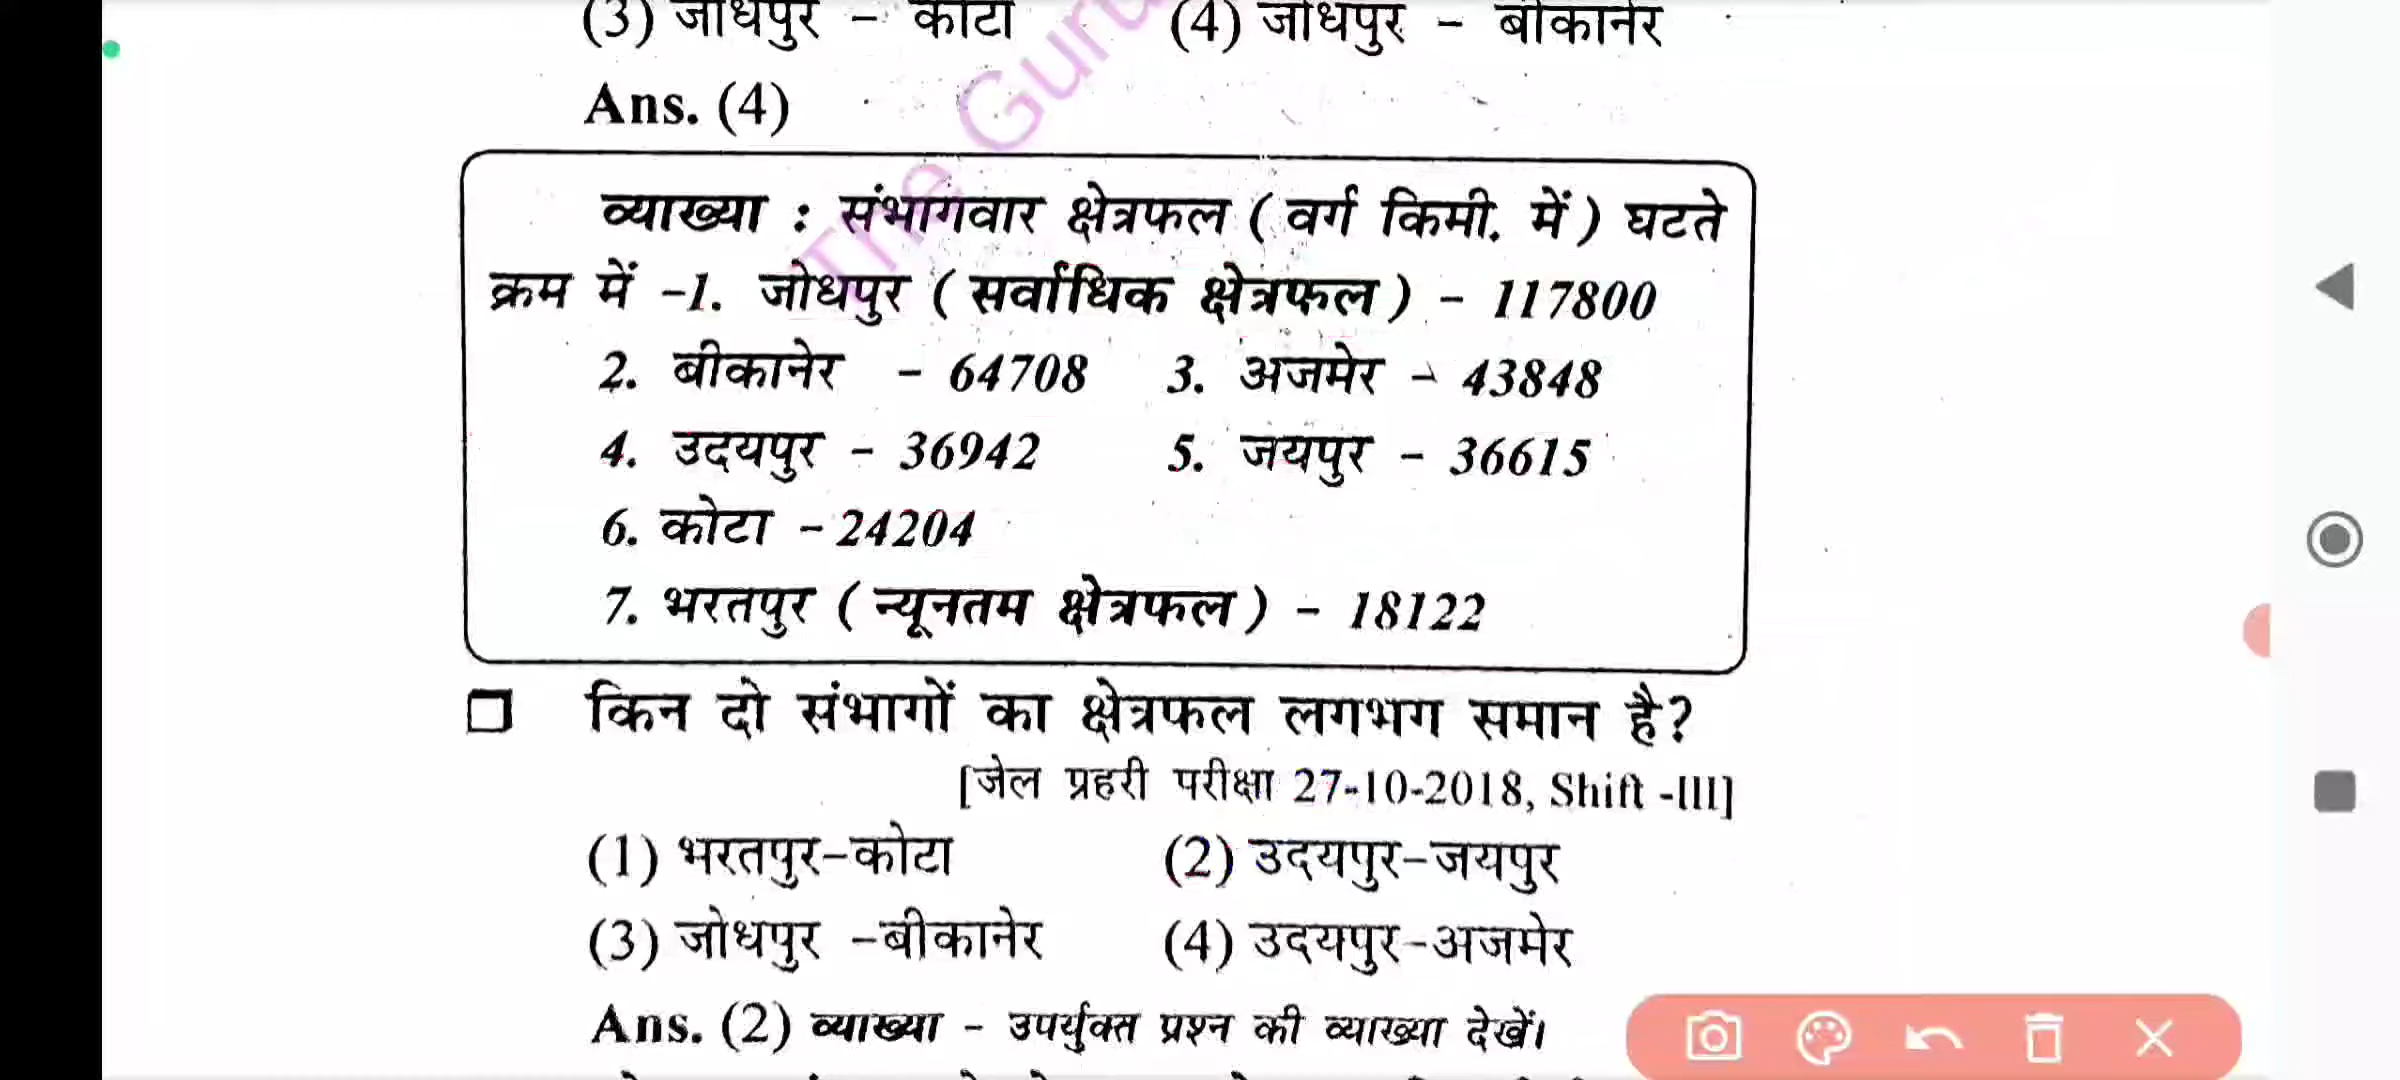 (3) जोधपुर - कोटा (4) जोधपुर - बीकानेर
Ans. (4)
व्याख्या : संभागवार क्षेत्रफल ( वर्ग किमी. में ) घटते
क्रम में -1. जोधपुर ( सर्वाधिक क्षेत्रफल ) - 117800
2. बीकानेर - 64708 3. अजमेर - 43848
4. उदयपुर - 36942 5. जयपुर - 36615
6. कोटा - 24204
7. भरतपुर ( न्यूनतम क्षेत्रफल ) - 18122
किन दो संभागों का क्षेत्रफल लगभग समान है?
[जेल प्रहरी परीक्षा 27-10-2018, Shift -III]
(1) भरतपुर-कोटा (2) उदयपुर-जयपुर
(3) जोधपुर -बीकानेर (4) उदयपुर-अजमेर
Ans. (2) व्याख्या - उपर्युक्त प्रश्न की व्याख्या देखें।
The Guru